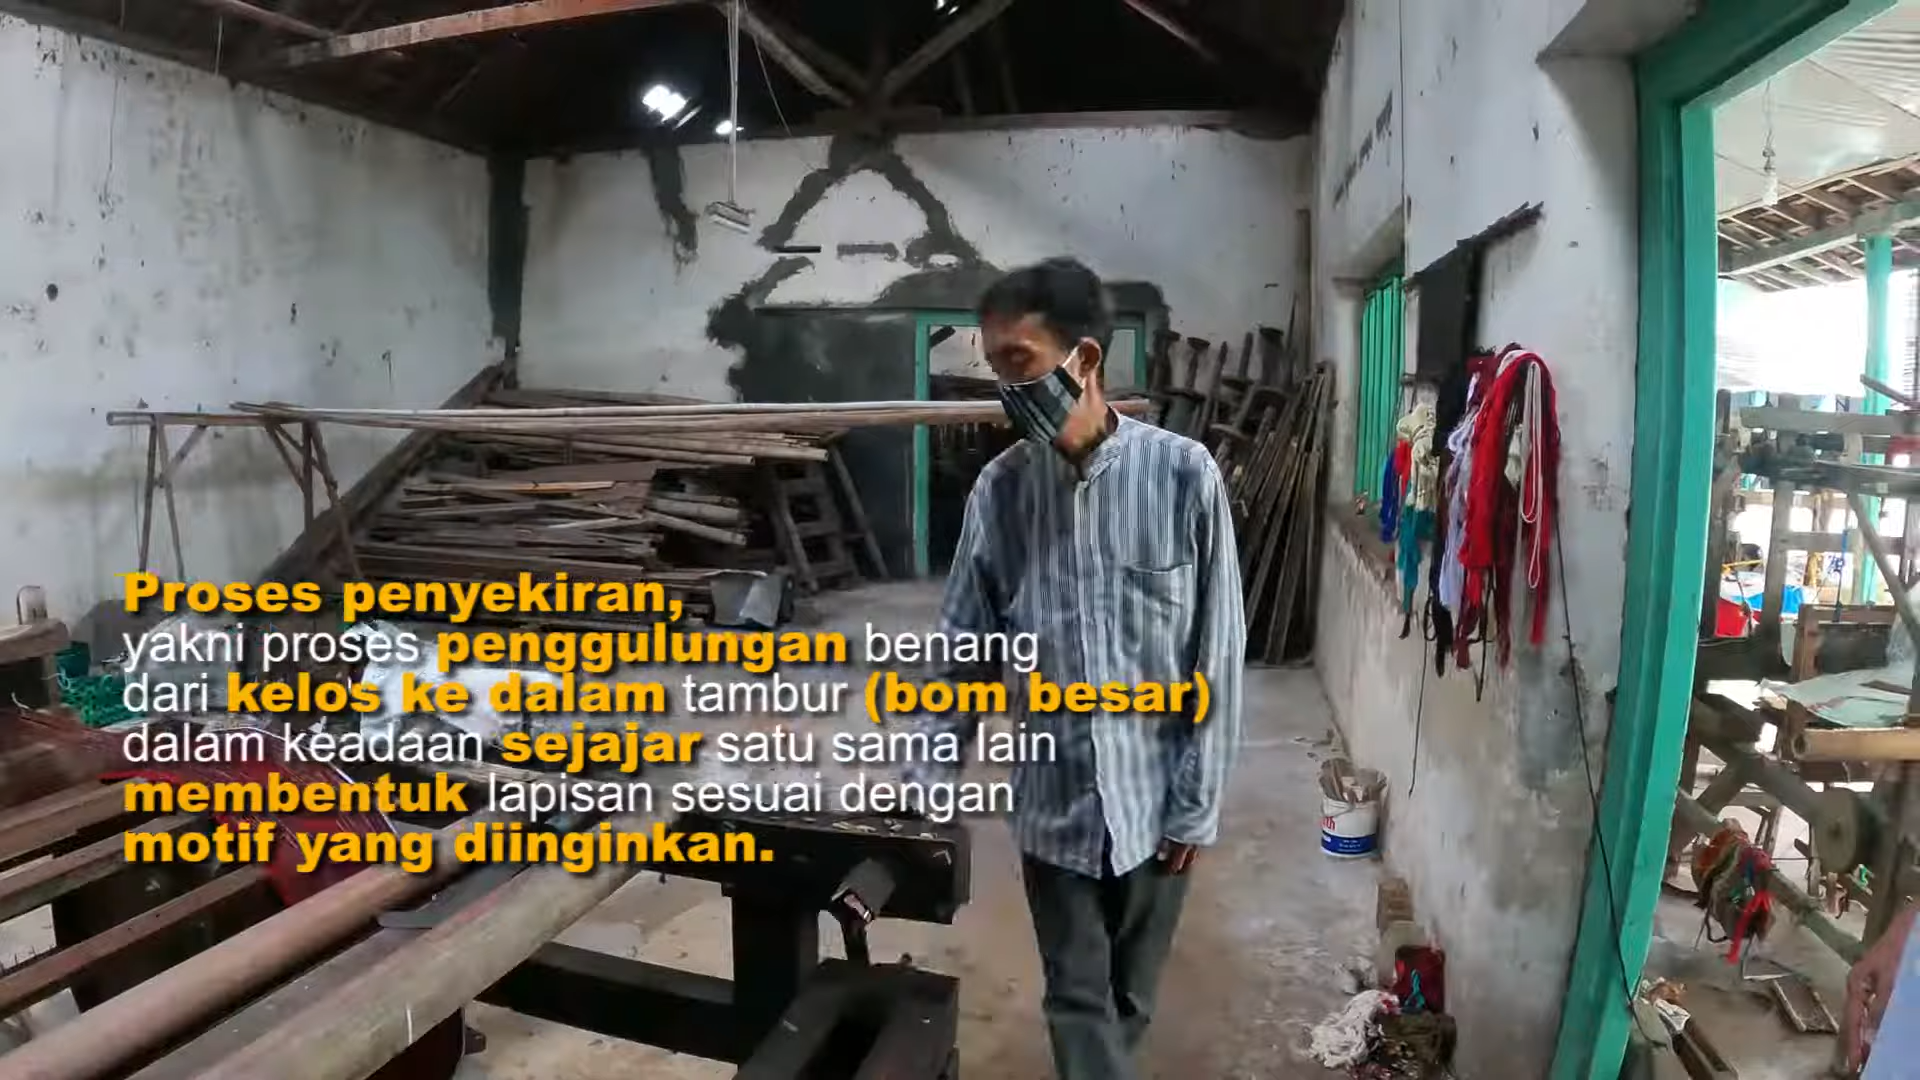 Proses penyekiran,
yakni proses penggulungan benang
dari kelos ke dalam tambur (bom besar)
dalam keadaan sejajar satu sama lain
membentuk lapisan sesuai dengan
motif yang diinginkan.